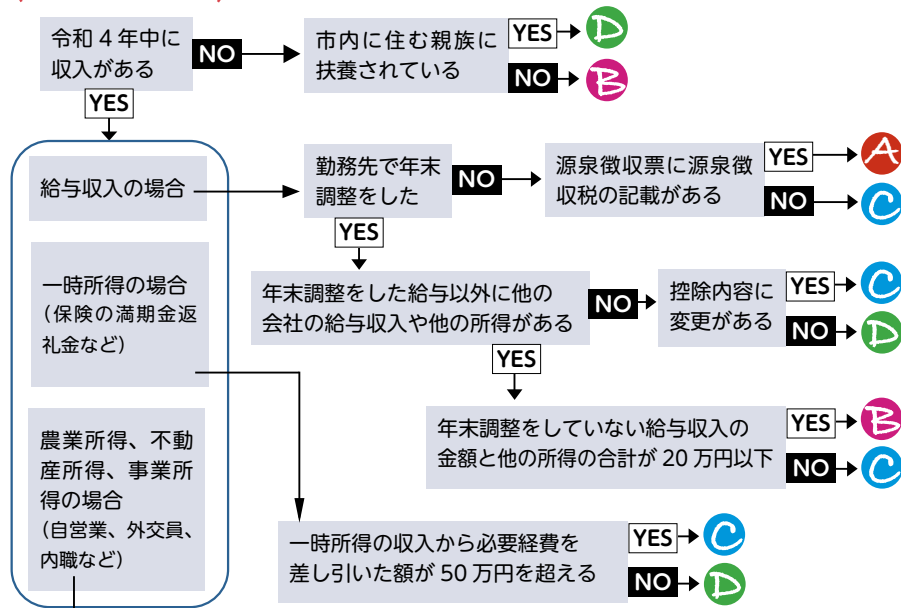 令和4年中に
収入がある
NO
市内に住む親族に
扶養されている
YES
D
NO
B
YES
給与収入の場合
勤務先で年末
調整をした
NO
源泉徴収票に源泉徴
収税の記載がある
YES
A
NO
C
YES
一時所得の場合
(保険の満期金返
礼金など)
年末調整をした給与以外に他の
会社の給与収入や他の所得がある
NO
控除内容に
変更がある
YES
C
NO
D
YES
年末調整をしていない給与収入の
金額と他の所得の合計が20万円以下
YES
B
NO
C
農業所得、不動
産所得、事業所
得の場合
(自営業、外交員、
内職など)
一時所得の収入から必要経費を
差し引いた額が50万円を超える
YES
C
NO
D